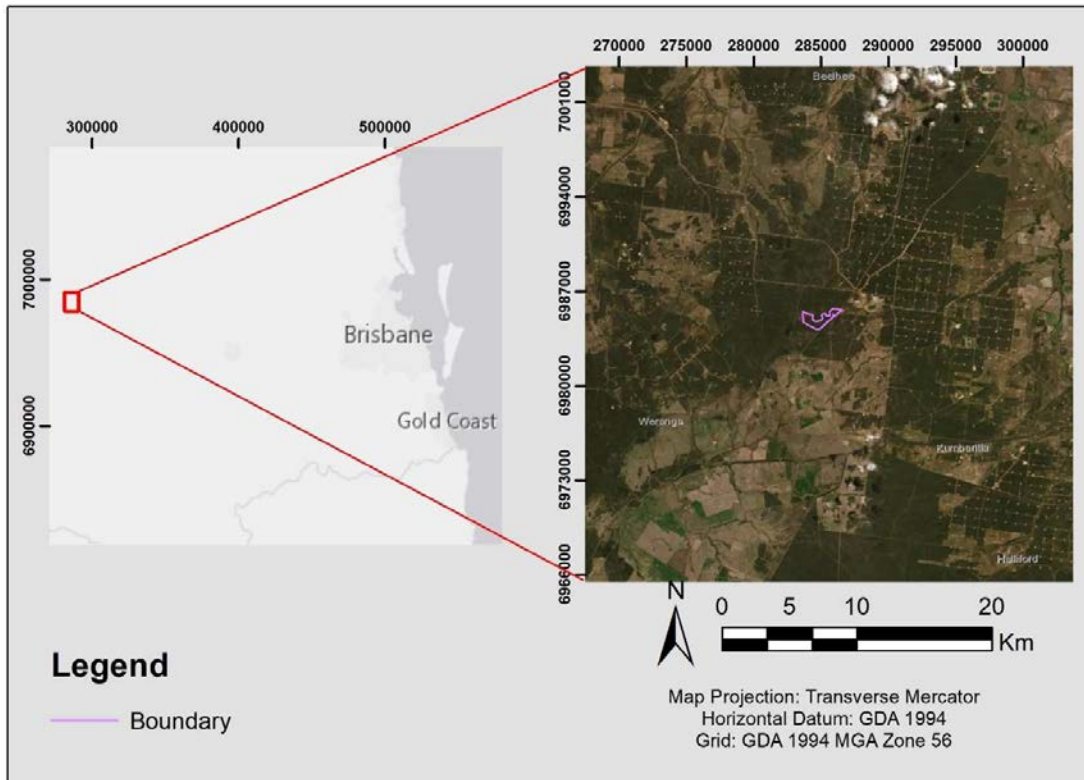 270000 275000 280000 285000 290000 295000 300000
7001000
6994000
6987000
6980000
6973000
6966000
300000 400000 500000
7000000
6900000
Brisbane
Gold Coast
Weranga
Kumbarilla
Halliford
N
0 5 10 20
Km
Legend
Boundary
Map Projection: Transverse Mercator
Horizontal Datum: GDA 1994
Grid: GDA 1994 MGA Zone 56